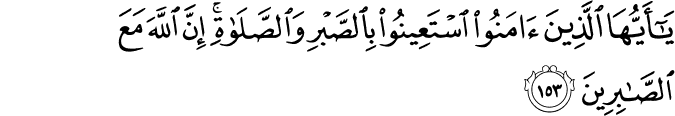 يَـٰٓأَيُّهَا ٱلَّذِينَ ءَامَنُوا۟ ٱسْتَعِينُوا۟ بِٱلصَّبْرِ وَٱلصَّلَوٰةِ ۚ إِنَّ ٱللَّهَ مَعَ
ٱلصَّـٰبِرِينَ ١٥٣